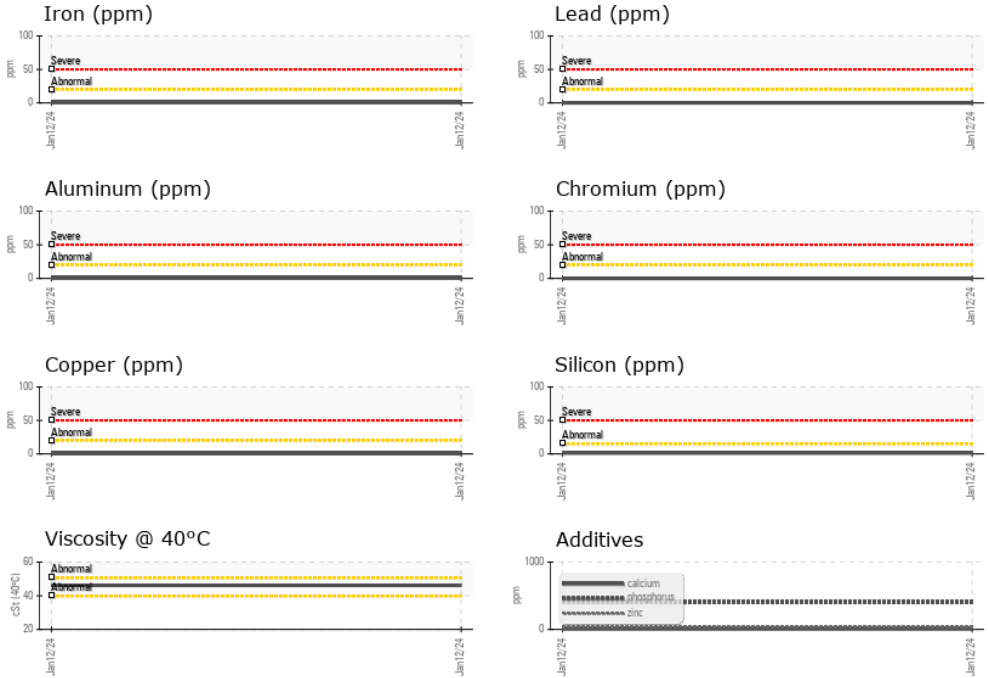 Iron (ppm)
100
50
0
ppm
Severe
Abnormal
Jan12/24
Jan12/24
Lead (ppm)
100
50
0
ppm
Severe
Abnormal
Jan12/24
Jan12/24
Aluminum (ppm)
100
50
0
ppm
Severe
Abnormal
Jan12/24
Jan12/24
Chromium (ppm)
100
50
0
ppm
Severe
Abnormal
Jan12/24
Jan12/24
Copper (ppm)
100
50
0
ppm
Severe
Abnormal
Jan12/24
Jan12/24
Silicon (ppm)
100
50
0
ppm
Severe
Abnormal
Jan12/24
Jan12/24
Viscosity @ 40°C
60
40
20
cSt (40°C)
Abnormal
Abnormal
Jan12/24
Jan12/24
Additives
1000
0
ppm
calcium
phosphorus
zinc
Jan12/24
Jan12/24